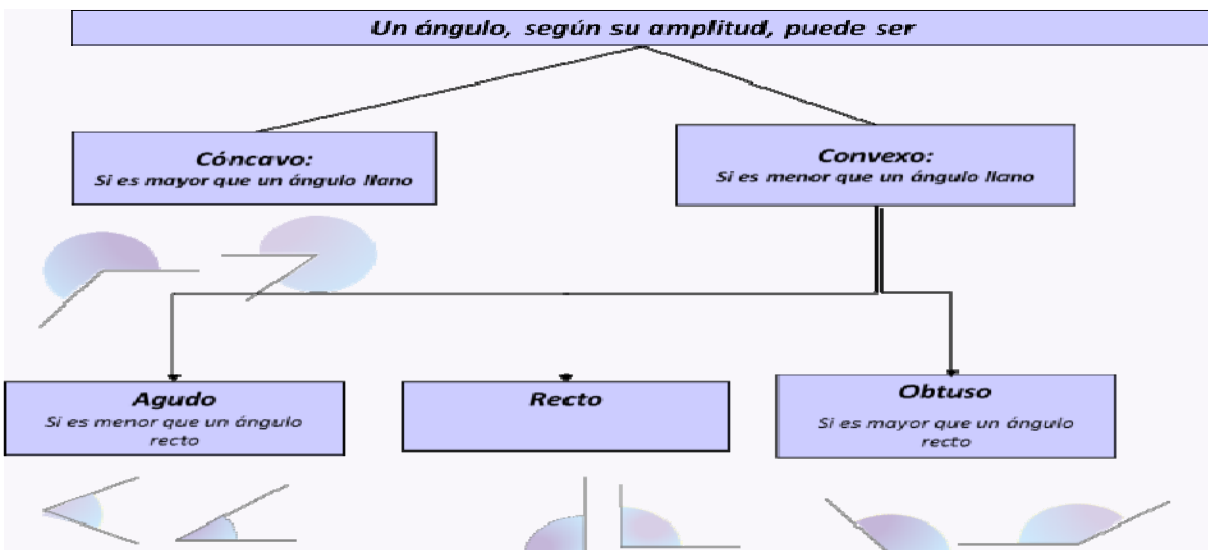 Un ángulo, según su amplitud, puede ser
Cóncavo:
Si es mayor que un ángulo llano
Convexo:
Si es menor que un ángulo llano
Agudo
Si es menor que un ángulo
recto
Recto
Obtuso
Si es mayor que un ángulo
recto